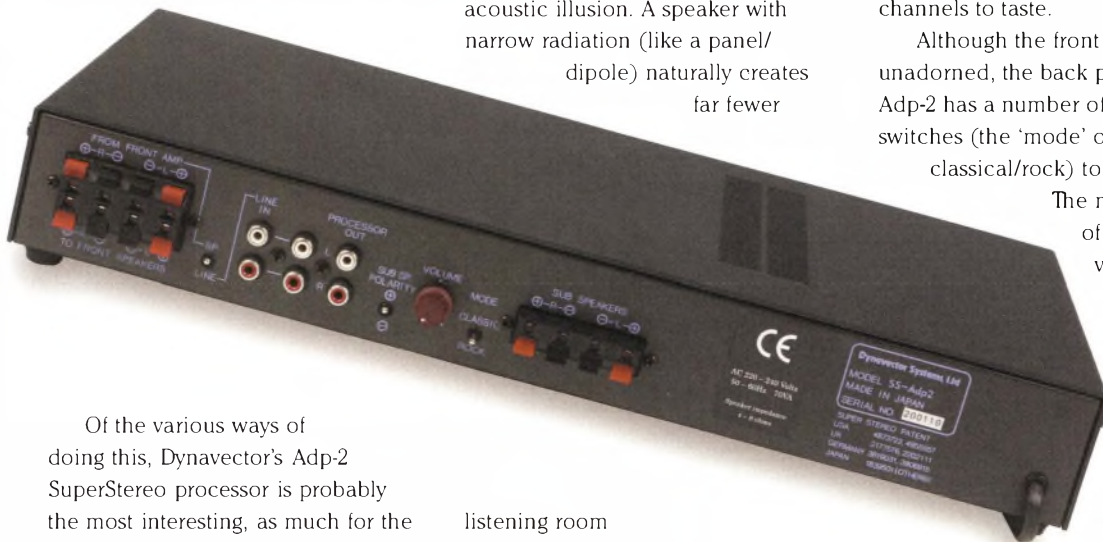 acoustic illusion. A speaker with
narrow radiation (like a panel/
dipole) naturally creates
far fewer
channels to taste.
Although the front
unadorned, the back p
Adp-2 has a number of
switches (the 'mode' o
classical/rock) to
The n
of
v
FROM FRONT AMP
⊕-R-⊖ ⊖-L-⊕
TO FRONT SPEAKERS
SP
LINE
LINE
IN
PROCESSOR
OUT
L
R
SUB SP.
POLARITY
⊕
⊖
VOLUME
MODE
CLASSIC
ROCK
SUB SPEAKERS
⊕-R-⊖ ⊖-L-⊕
CE
AC 220 – 240 Volts
50 – 60Hz 20VA
Speaker impedance
4 – 8 ohms
Dynavector Systems, Ltd
MODEL SS-Adp2
MADE IN JAPAN
SERIAL NO. 200110
SUPER STEREO PATENT
USA
UK
GERMANY
JAPAN
Of the various ways of
doing this, Dynavector's Adp-2
SuperStereo processor is probably
the most interesting, as much for the
listening room